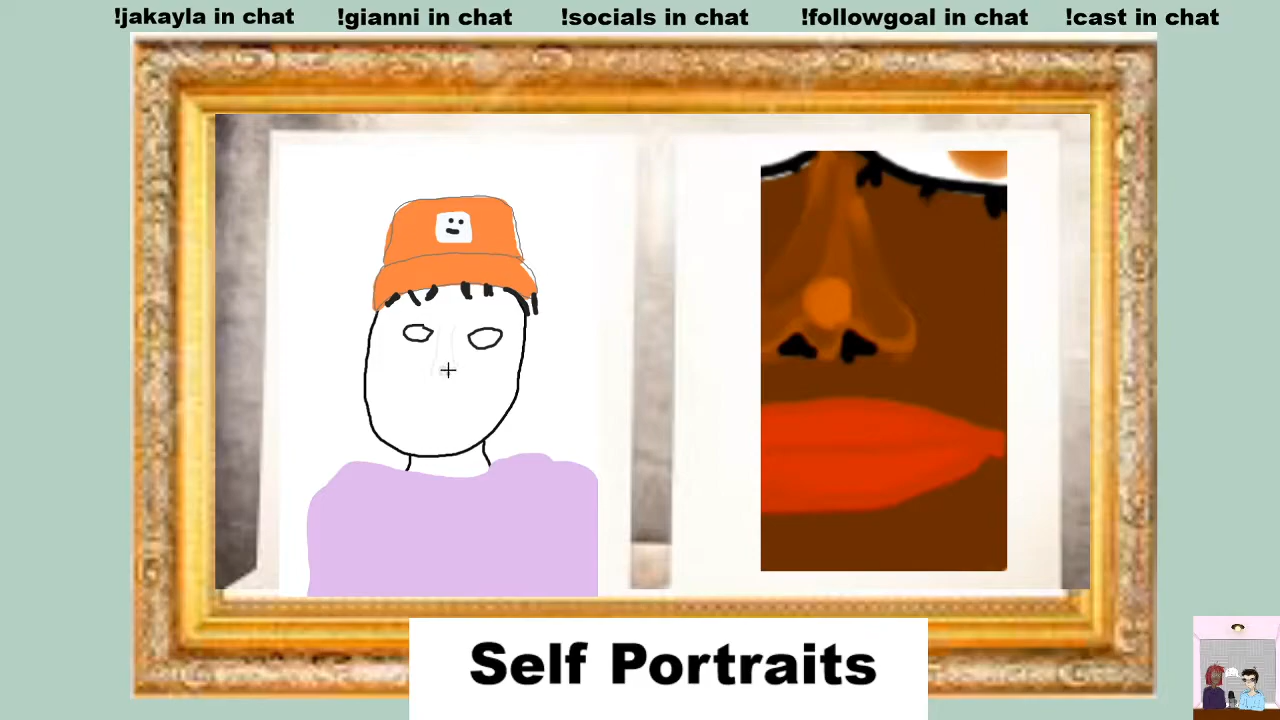 !jakayla in chat !gianni in chat !socials in chat !followgoal in chat !cast in chat
Self Portraits